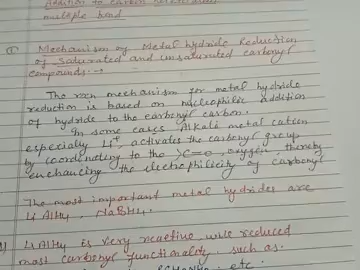 Addition to carbon
multiple bond
Mechanism of Metal hydride Reduction
of saturated and unsaturated carbonyl
compounds.→
The main mechanism for metal hydride
reduction is based on nucleophilic addition
of hydride to the carbonyl carbon.
In some cases Alkali metal cation
especially Li+, activates the carbonyl group
by coordinating to the >C=O, oxygen, thereby
enhancing the electrophilicity of carbonyl
The most important metal hydrides are
LiAlH4, NaBH4.
LiAlH4 is very reactive, will reduced
most carbonyl functionality such as.
etc.